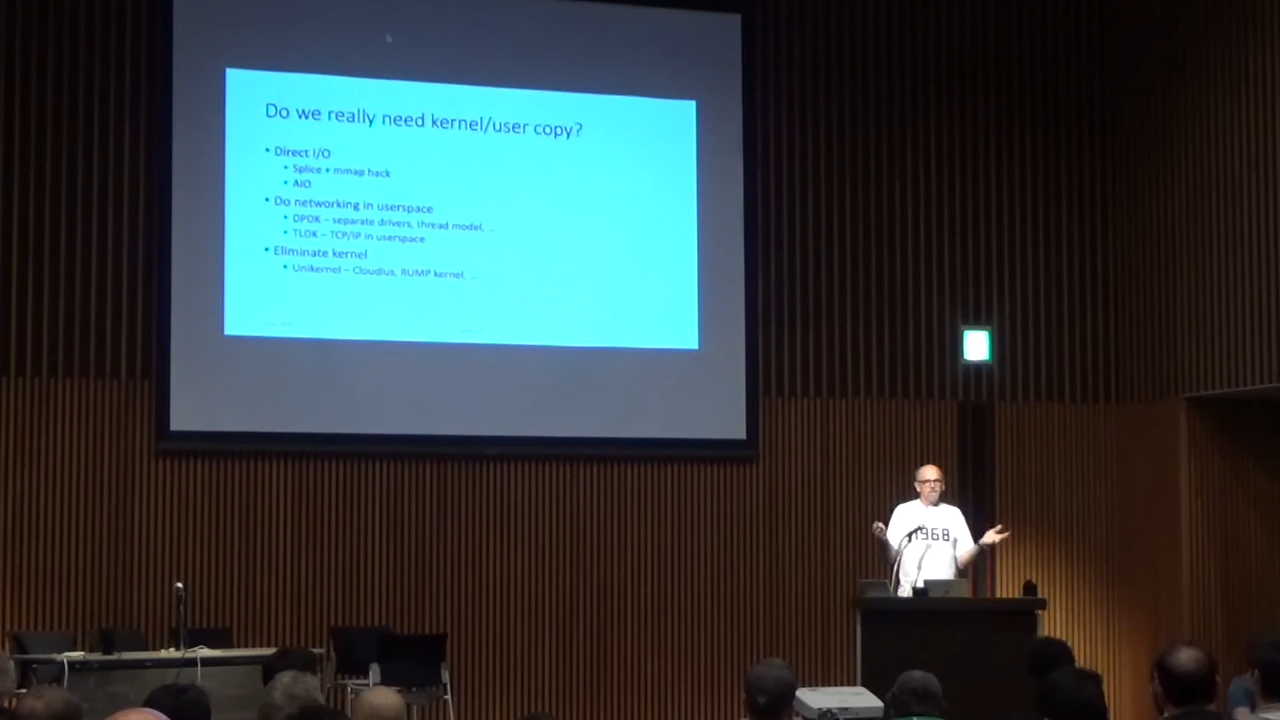 Do we really need kernel/user copy?
• Direct I/O
• Splice + mmap hack
• AIO
• Do networking in userspace
• DPDK – separate drivers, thread model, ...
• TLDK – TCP/IP in userspace
• Eliminate kernel
• Unikernel – Cloudius, RUMP kernel, ...
1968